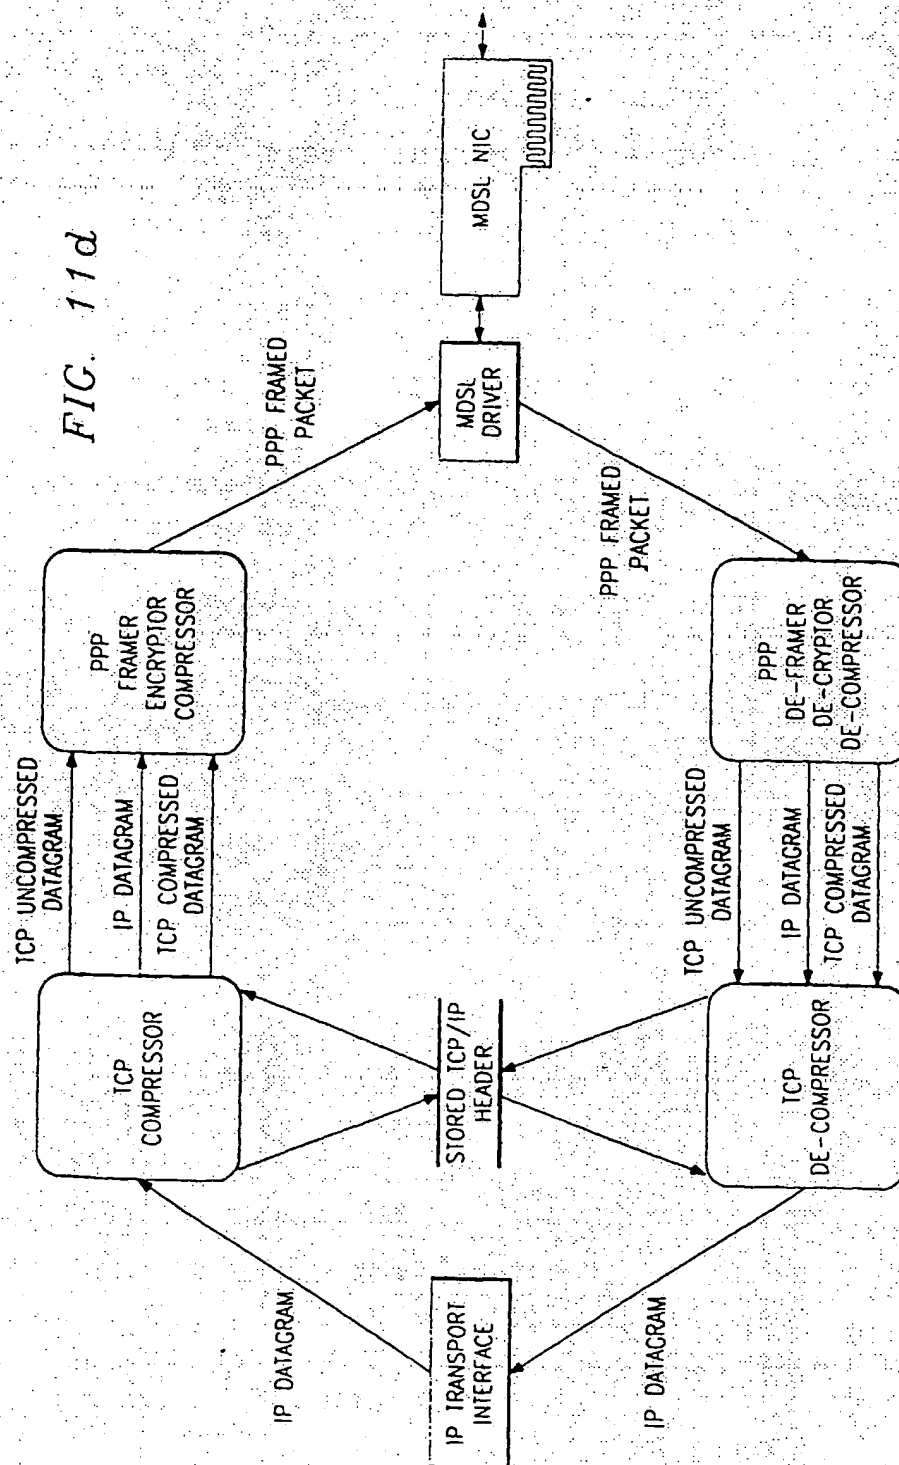 FIG. 11d
IP TRANSPORT
INTERFACE
IP DATAGRAM
TCP
COMPRESSOR
TCP UNCOMPRESSED
DATAGRAM
IP DATAGRAM
TCP COMPRESSED
DATAGRAM
PPP
FRAMER
ENCRYPTOR
COMPRESSOR
PPP FRAMED
PACKET
STORED TCP/IP
HEADER
MDSL
DRIVER
MDSL NIC
PPP FRAMED
PACKET
IP DATAGRAM
TCP
DE-COMPRESSOR
TCP UNCOMPRESSED
DATAGRAM
IP DATAGRAM
TCP COMPRESSED
DATAGRAM
PPP
DE-FRAMER
DE-CRYPTOR
DE-COMPRESSOR